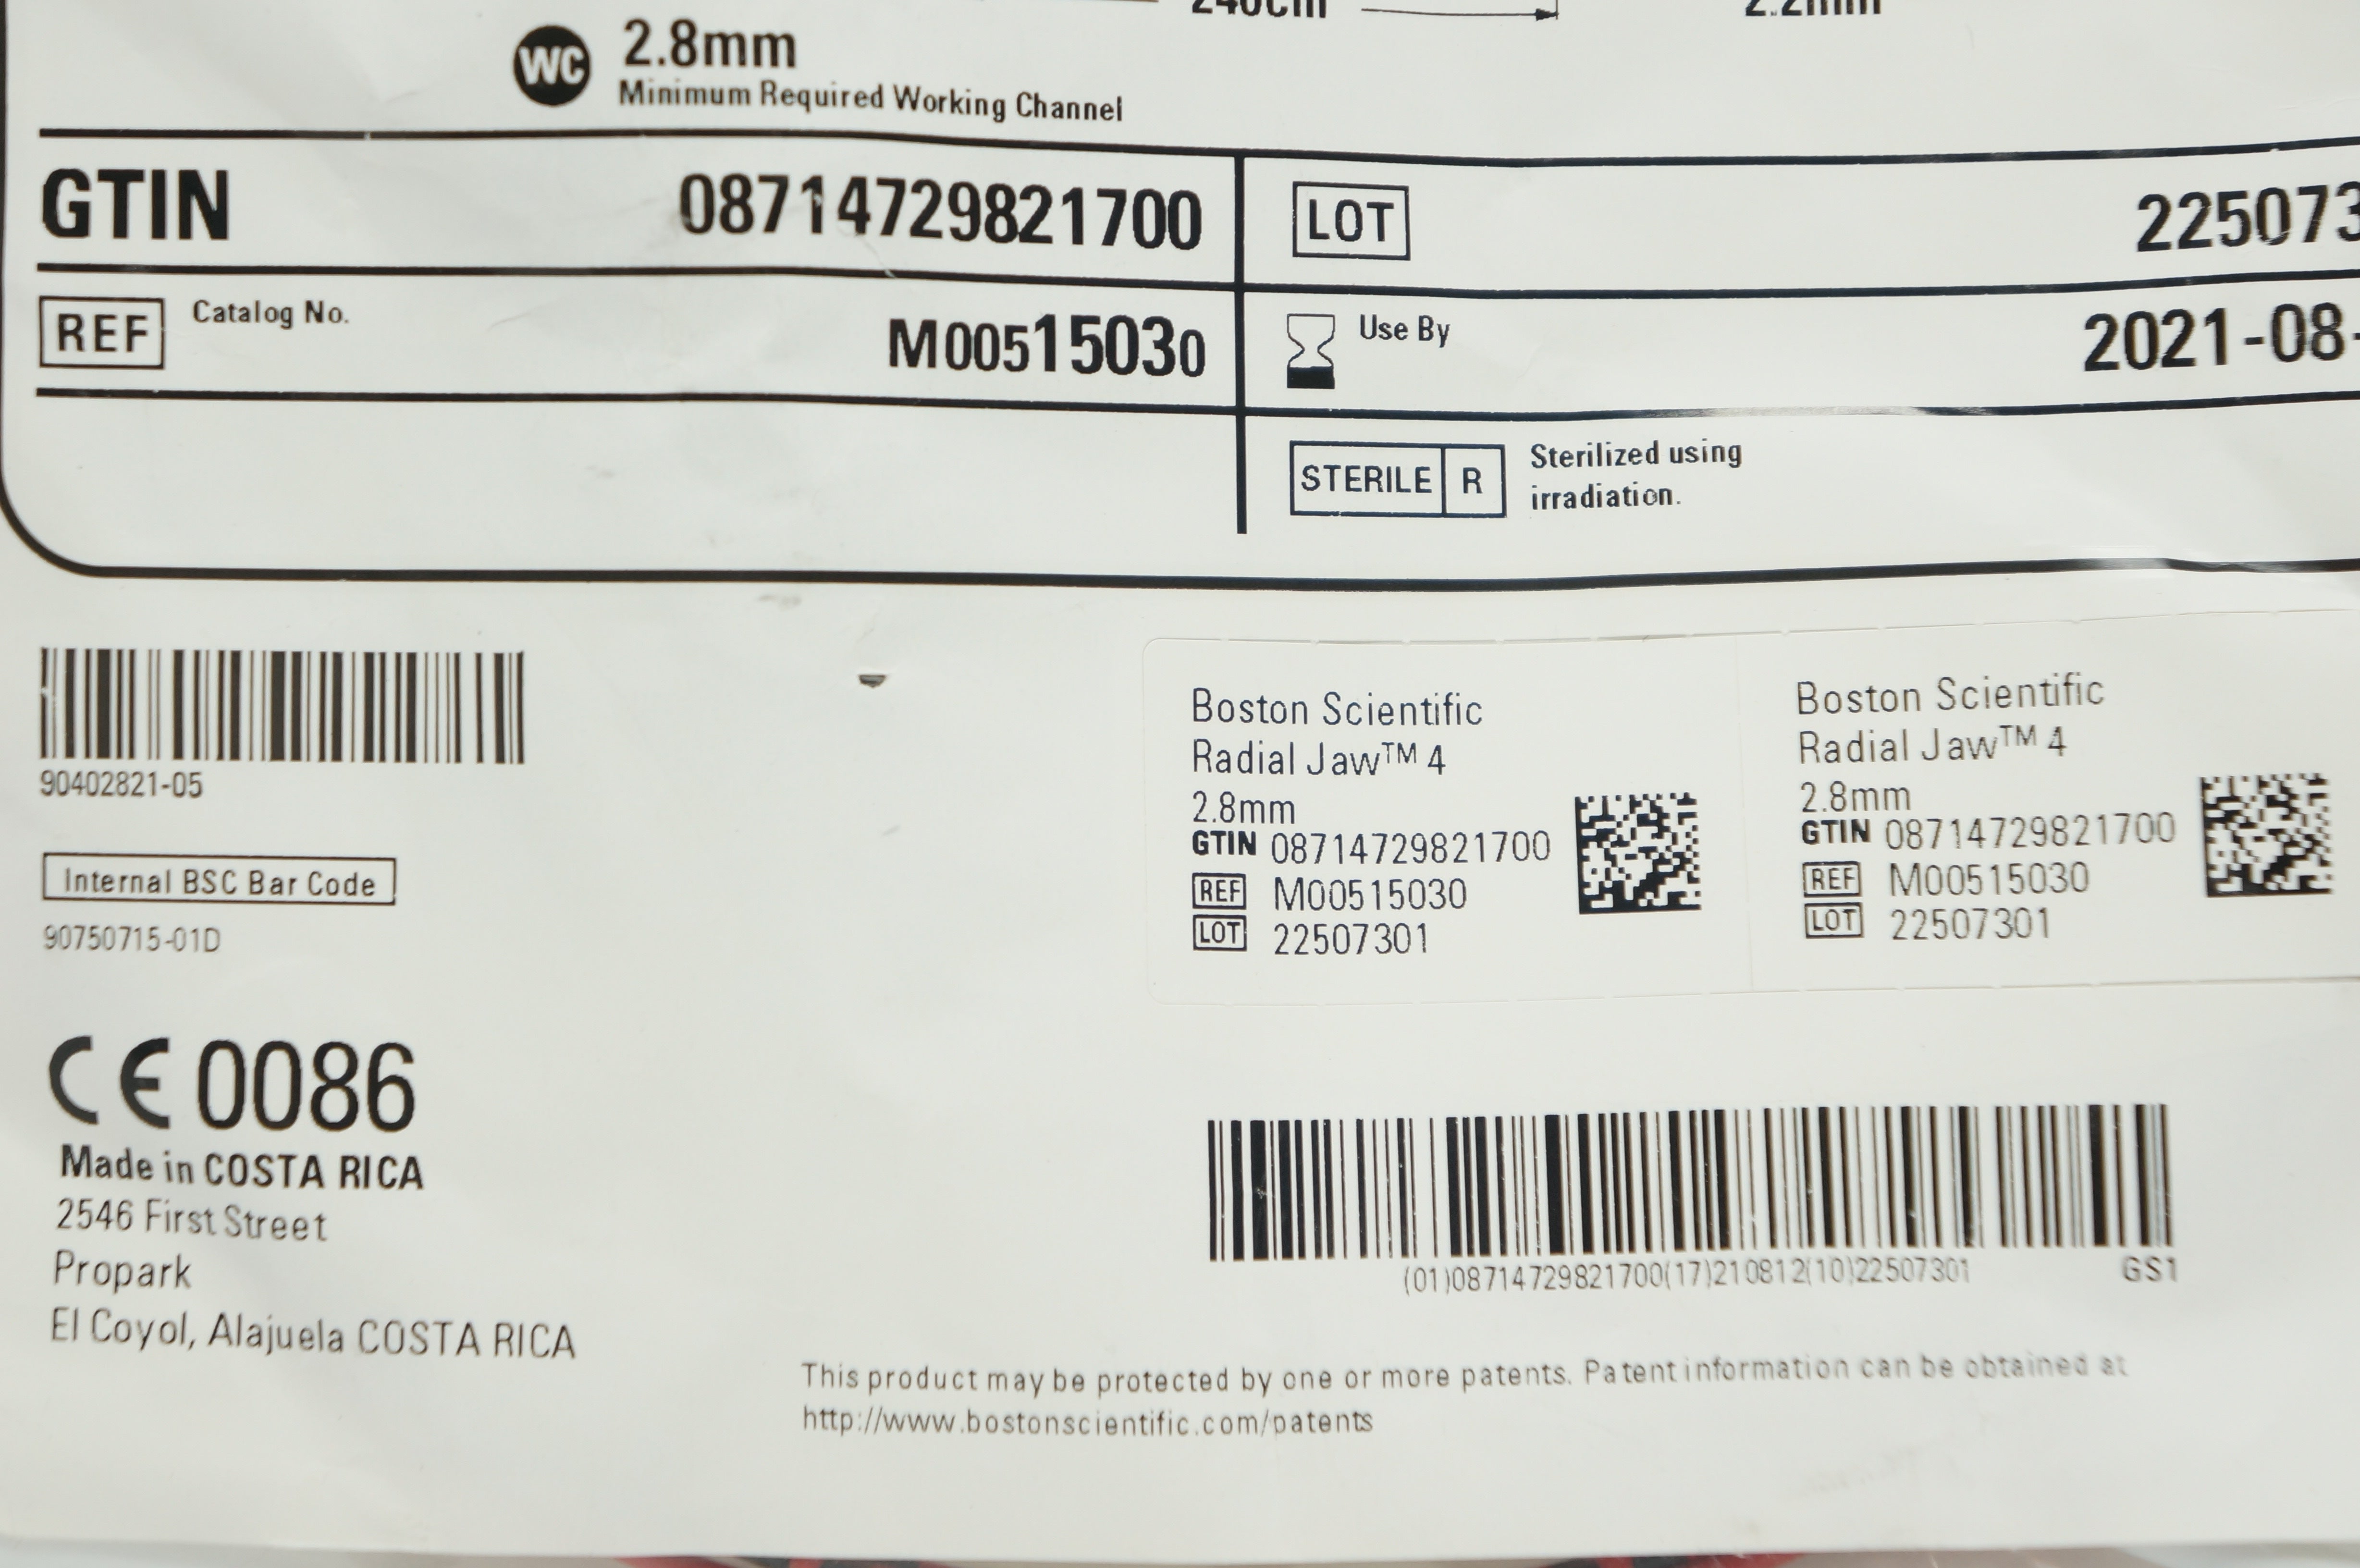 240cm
2.2mm
WC 2.8mm
Minimum Required Working Channel
GTIN 08714729821700
LOT 225073
REF Catalog No. M00515030
Use By 2021-08-
STERILE R Sterilized using
irradiation.
90402821-05
Internal BSC Bar Code
90750715-01D
CE 0086
Made in COSTA RICA
2546 First Street
Propark
El Coyol, Alajuela COSTA RICA
Boston Scientific
Radial Jaw™ 4
2.8mm
GTIN 08714729821700
REF M00515030
LOT 22507301
Boston Scientific
Radial Jaw™ 4
2.8mm
GTIN 08714729821700
REF M00515030
LOT 22507301
(01)08714729821700(17)210812(10)22507301 GS1
This product may be protected by one or more patents. Patent information can be obtained at
http://www.bostonscientific.com/patents